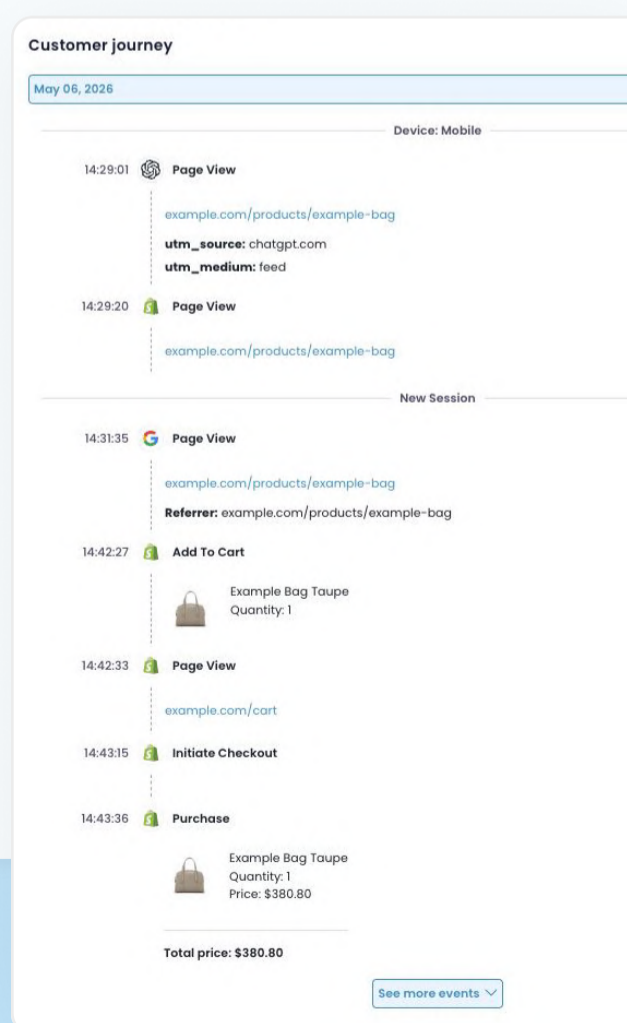 Customer journey
May 06, 2026
Device: Mobile
14:29:01 Page View
example.com/products/example-bag
utm_source: chatgpt.com
utm_medium: feed
14:29:20 Page View
example.com/products/example-bag
New Session
14:31:35 Page View
example.com/products/example-bag
Referrer: example.com/products/example-bag
14:42:27 Add To Cart
Example Bag Taupe
Quantity: 1
14:42:33 Page View
example.com/cart
14:43:15 Initiate Checkout
14:43:36 Purchase
Example Bag Taupe
Quantity: 1
Price: $380.80
Total price: $380.80
See more events